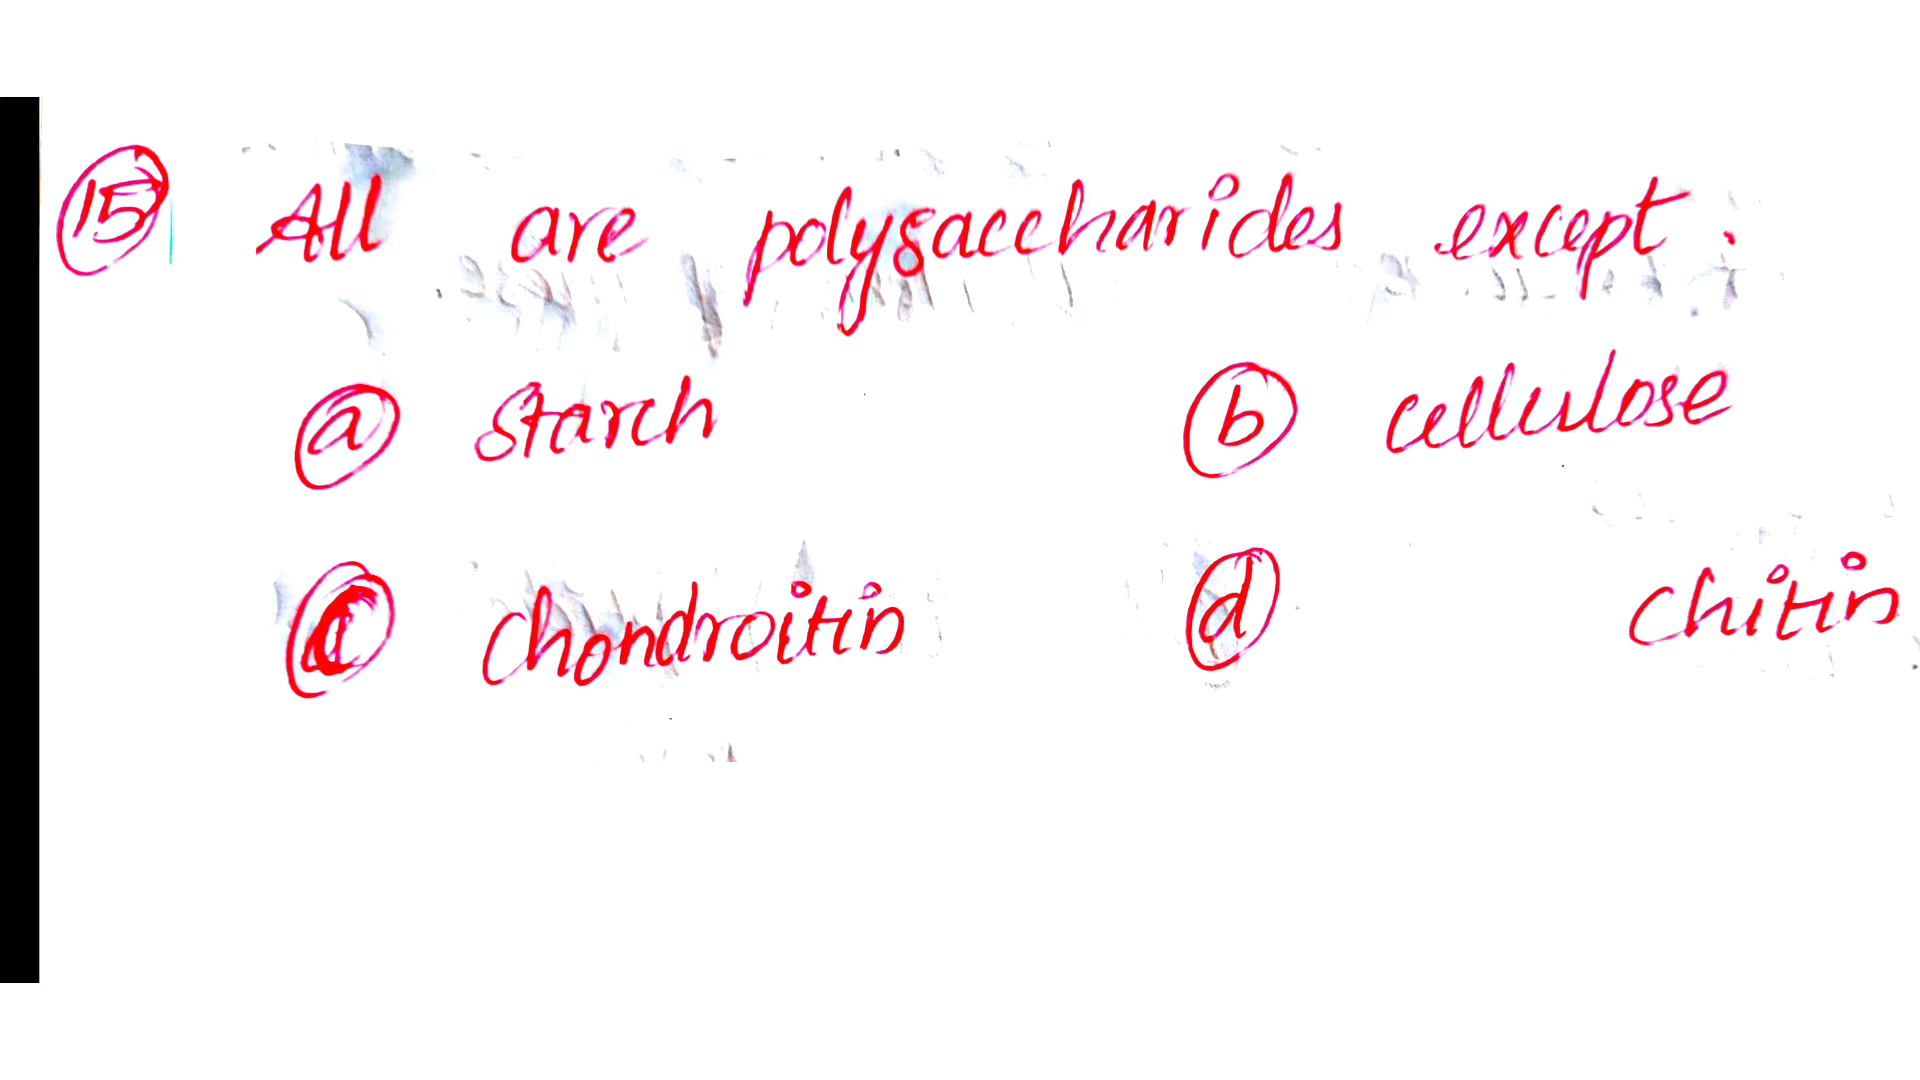 15 All are polysaccharides except :
a starch b cellulose
c chondroitin d chitin